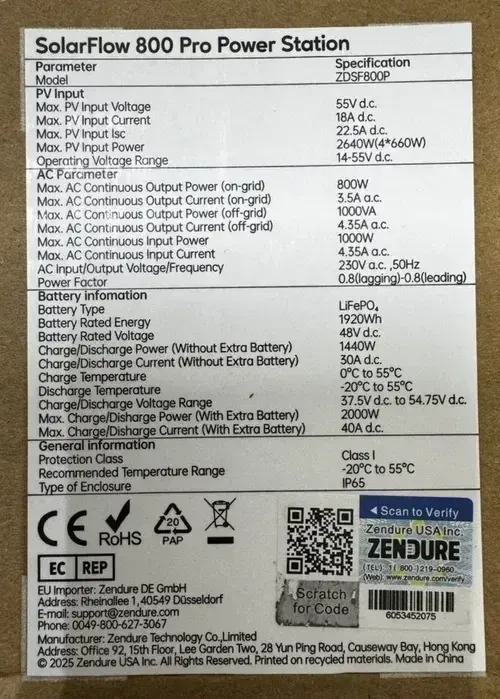 SolarFlow 800 Pro Power Station
Parameter Specification
Model ZDSF800P
PV Input
Max. PV Input Voltage 55V d.c.
Max. PV Input Current 18A d.c.
Max. PV Input Isc 22.5A d.c.
Max. PV Input Power 2640W(4*660W)
Operating Voltage Range 14-55V d.c.
AC Parameter
Max. AC Continuous Output Power (on-grid) 800W
Max. AC Continuous Output Current (on-grid) 3.5A a.c.
Max. AC Continuous Output Power (off-grid) 1000VA
Max. AC Continuous Output Current (off-grid) 4.35A a.c.
Max. AC Continuous Input Power 1000W
Max. AC Continuous Input Current 4.35A a.c.
AC Input/Output Voltage/Frequency 230V a.c. ,50Hz
Power Factor 0.8(lagging)-0.8(leading)
Battery infomation
Battery Type LiFePO₄
Battery Rated Energy 1920Wh
Battery Rated Voltage 48V d.c.
Charge/Discharge Power (Without Extra Battery) 1440W
Charge/Discharge Current (Without Extra Battery) 30A d.c.
Charge Temperature 0°C to 55°C
Discharge Temperature -20°C to 55°C
Charge/Discharge Voltage Range 37.5V d.c. to 54.75V d.c.
Max. Charge/Disharge Power (With Extra Battery) 2000W
Max. Charge/Disharge Current (With Extra Battery) 40A d.c.
General information
Protection Class Class I
Recommended Temperature Range -20°C to 55°C
Type of Enclosure IP65
CE RoHS 20 PAP
EC REP
Scan to Verify
Zendure USA Inc.
ZENDURE
(TEL): 1( 800-)219-0960
(Web): www.zendure.com/verify
Scratch
for Code
6053452075
EU Importer: Zendure DE GmbH
Address: Rheinallee 1,40549 Düsseldorf
E-mail: support@zendure.com
Phone: 0049-800-627-3067
Manufacturer: Zendure Technology Co.,Limited
Address: Office 92, 15th Floor, Lee Garden Two, 28 Yun Ping Road, Causeway Bay, Hong Kong
© 2025 Zendure USA Inc. All Rights Reserved. Printed on recycled materials. Made in China